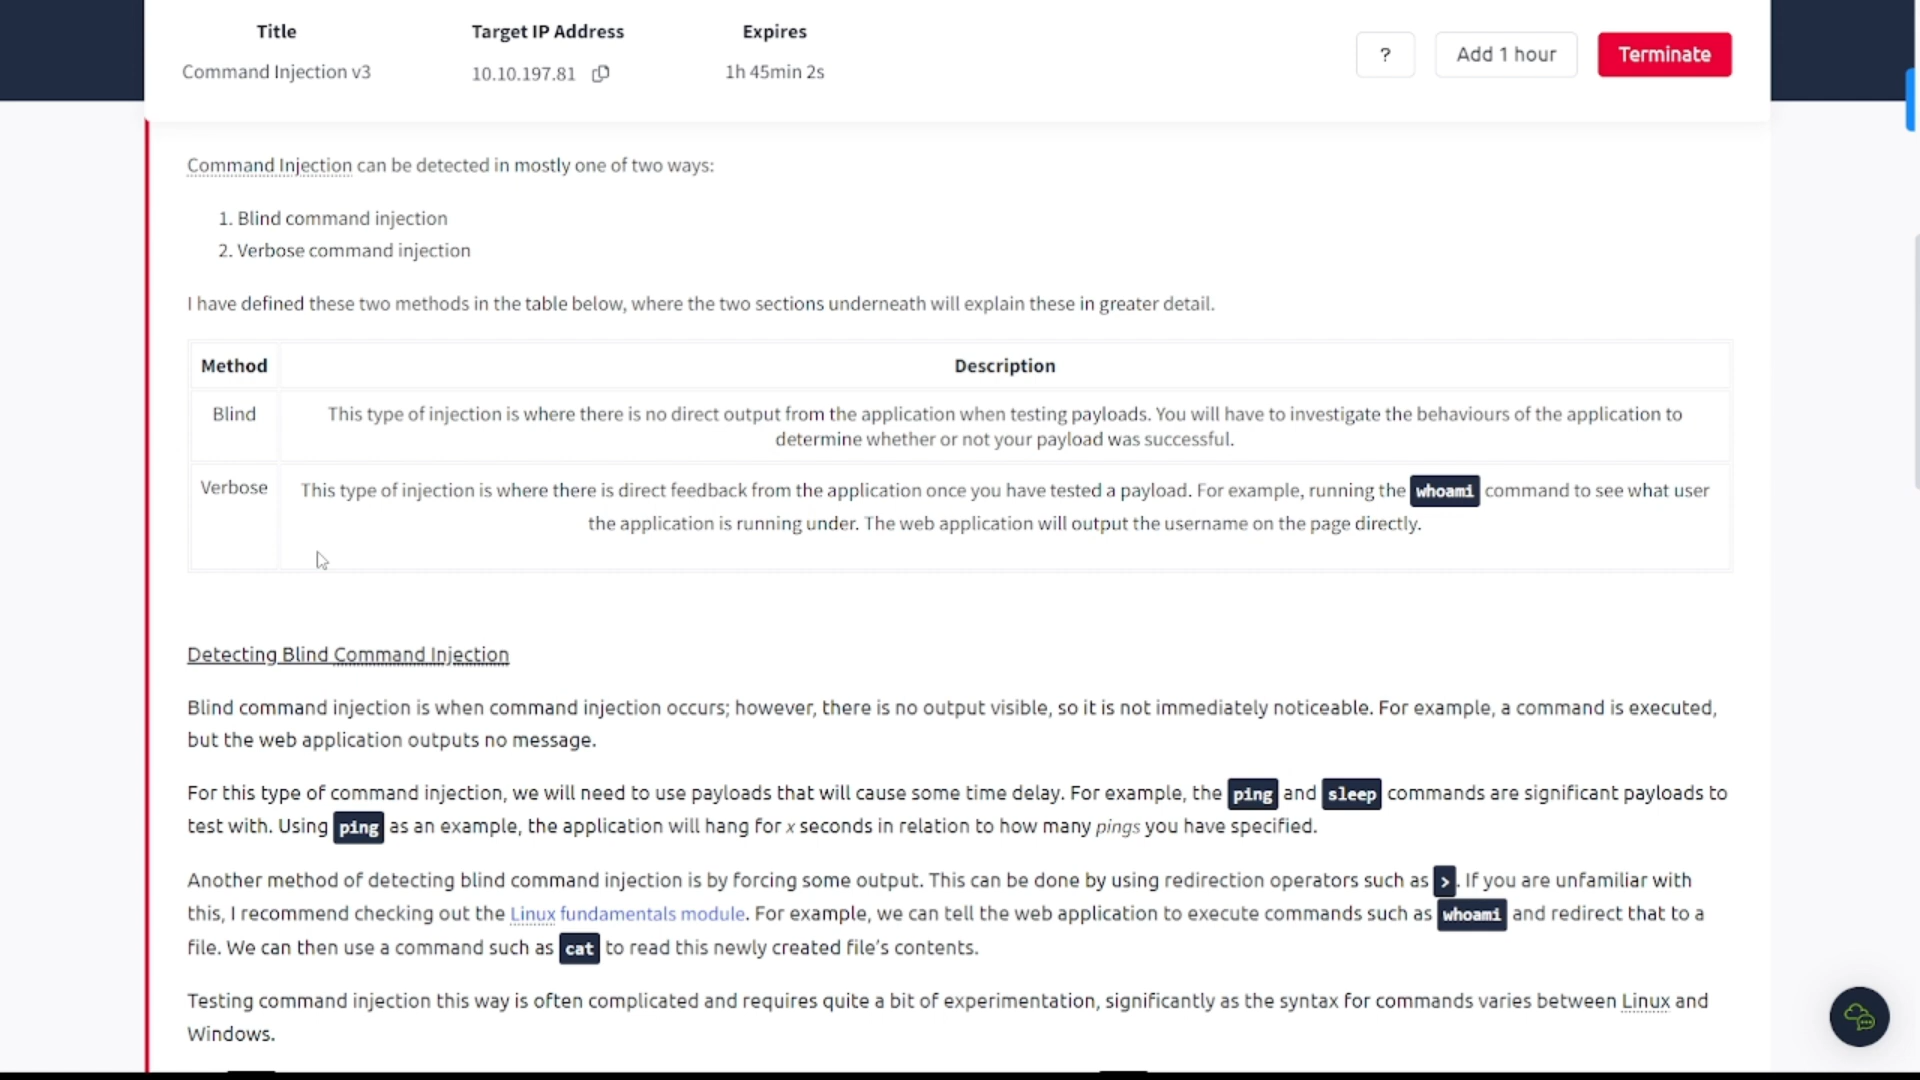 Title
Target IP Address
Expires
Command Injection v3
10.10.197.81
1h 45min 2s
?
Add 1 hour
Terminate
Command Injection can be detected in mostly one of two ways:
1. Blind command injection
2. Verbose command injection
I have defined these two methods in the table below, where the two sections underneath will explain these in greater detail.
Method
Description
Blind
This type of injection is where there is no direct output from the application when testing payloads. You will have to investigate the behaviours of the application to
determine whether or not your payload was successful.
Verbose
This type of injection is where there is direct feedback from the application once you have tested a payload. For example, running the whoami command to see what user
the application is running under. The web application will output the username on the page directly.
Detecting Blind Command Injection
Blind command injection is when command injection occurs; however, there is no output visible, so it is not immediately noticeable. For example, a command is executed,
but the web application outputs no message.
For this type of command injection, we will need to use payloads that will cause some time delay. For example, the ping and sleep commands are significant payloads to
test with. Using ping as an example, the application will hang for x seconds in relation to how many pings you have specified.
Another method of detecting blind command injection is by forcing some output. This can be done by using redirection operators such as >. If you are unfamiliar with
this, I recommend checking out the Linux fundamentals module. For example, we can tell the web application to execute commands such as whoami and redirect that to a
file. We can then use a command such as cat to read this newly created file's contents.
Testing command injection this way is often complicated and requires quite a bit of experimentation, significantly as the syntax for commands varies between Linux and
Windows.